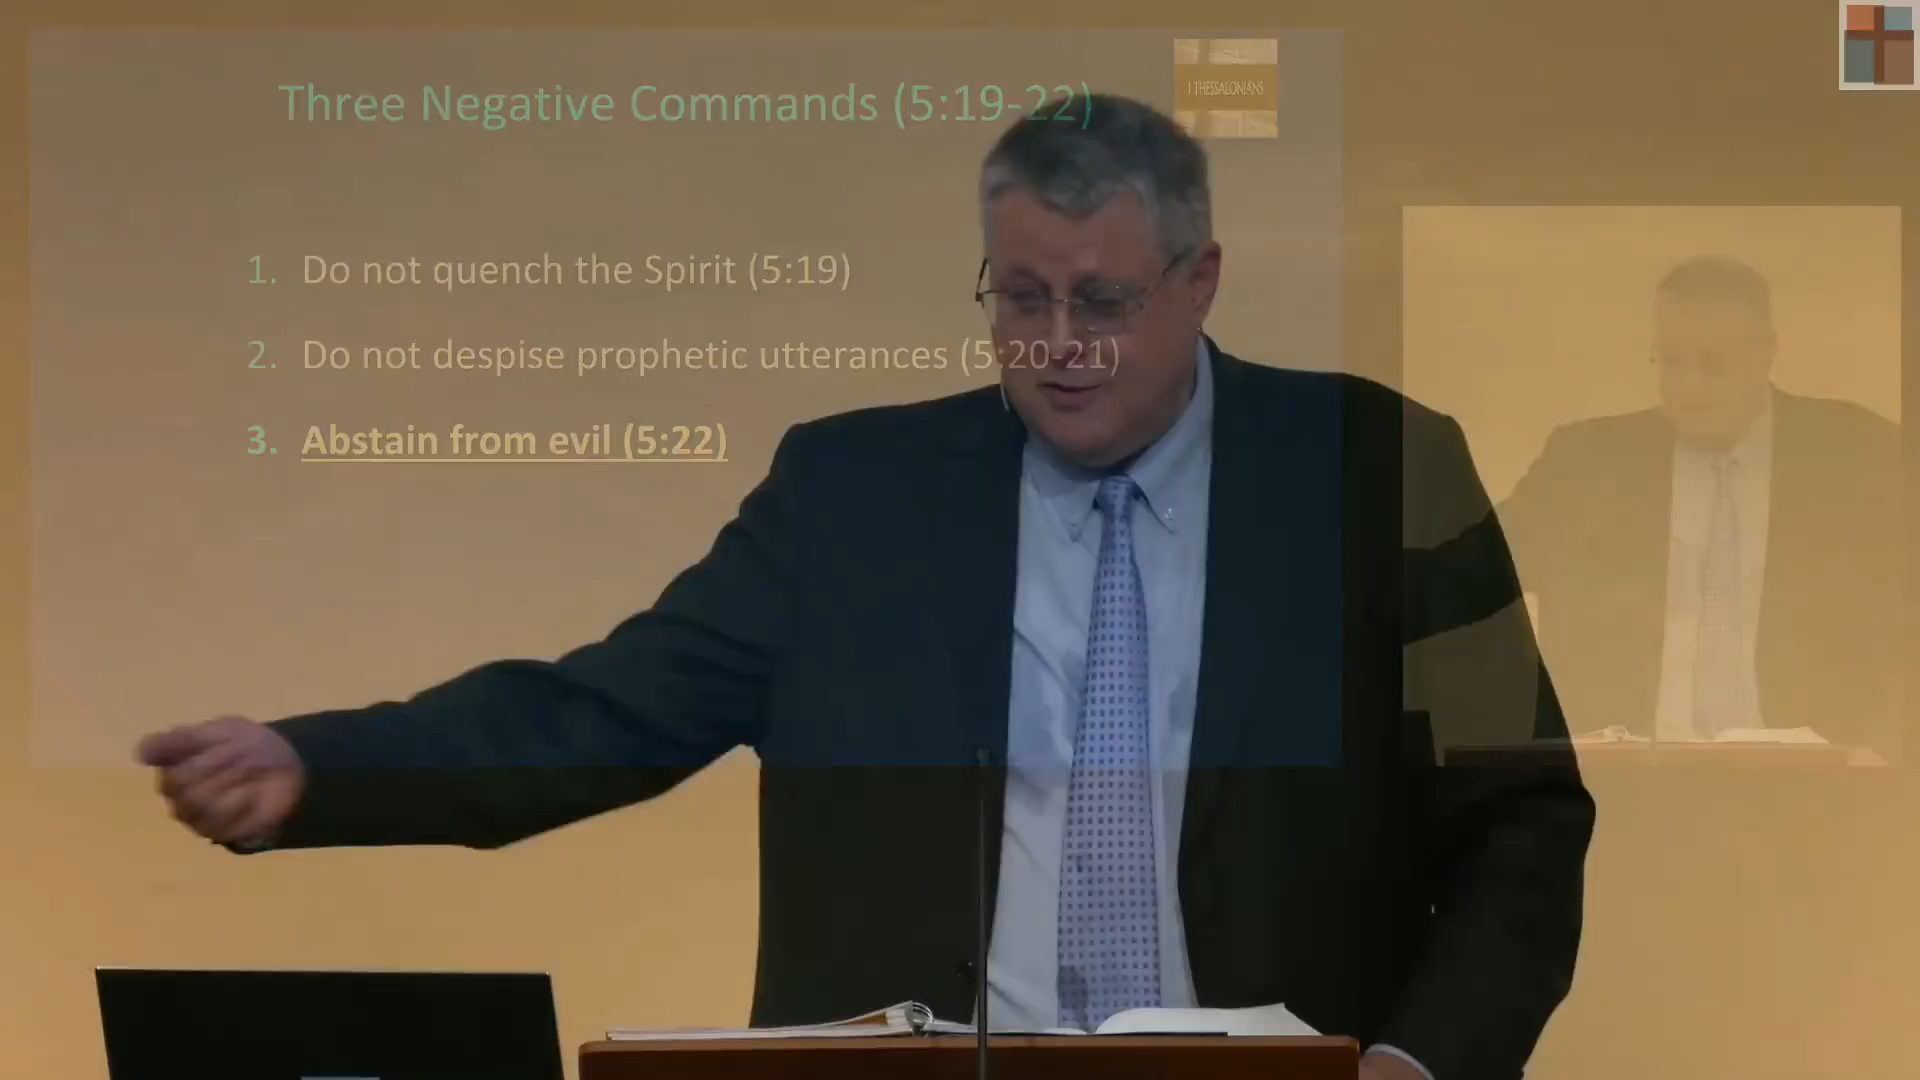 Three Negative Commands (5:19-22)
I THESSALONIANS
1. Do not quench the Spirit (5:19)
2. Do not despise prophetic utterances (5:20-21)
3. Abstain from evil (5:22)